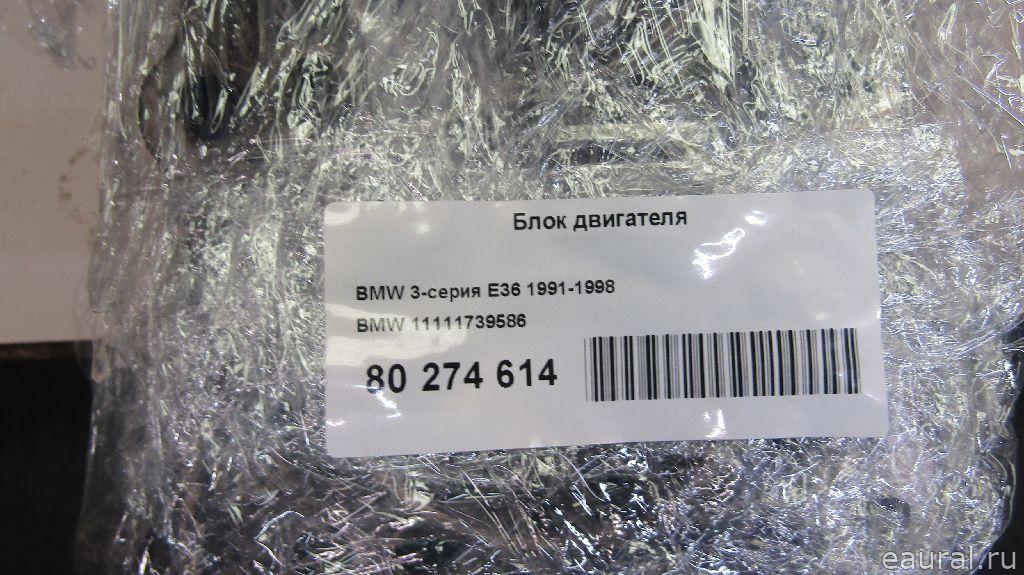 Блок двигателя
BMW 3-серия E36 1991-1998
BMW 11111739586
80 274 614
eaural.ru